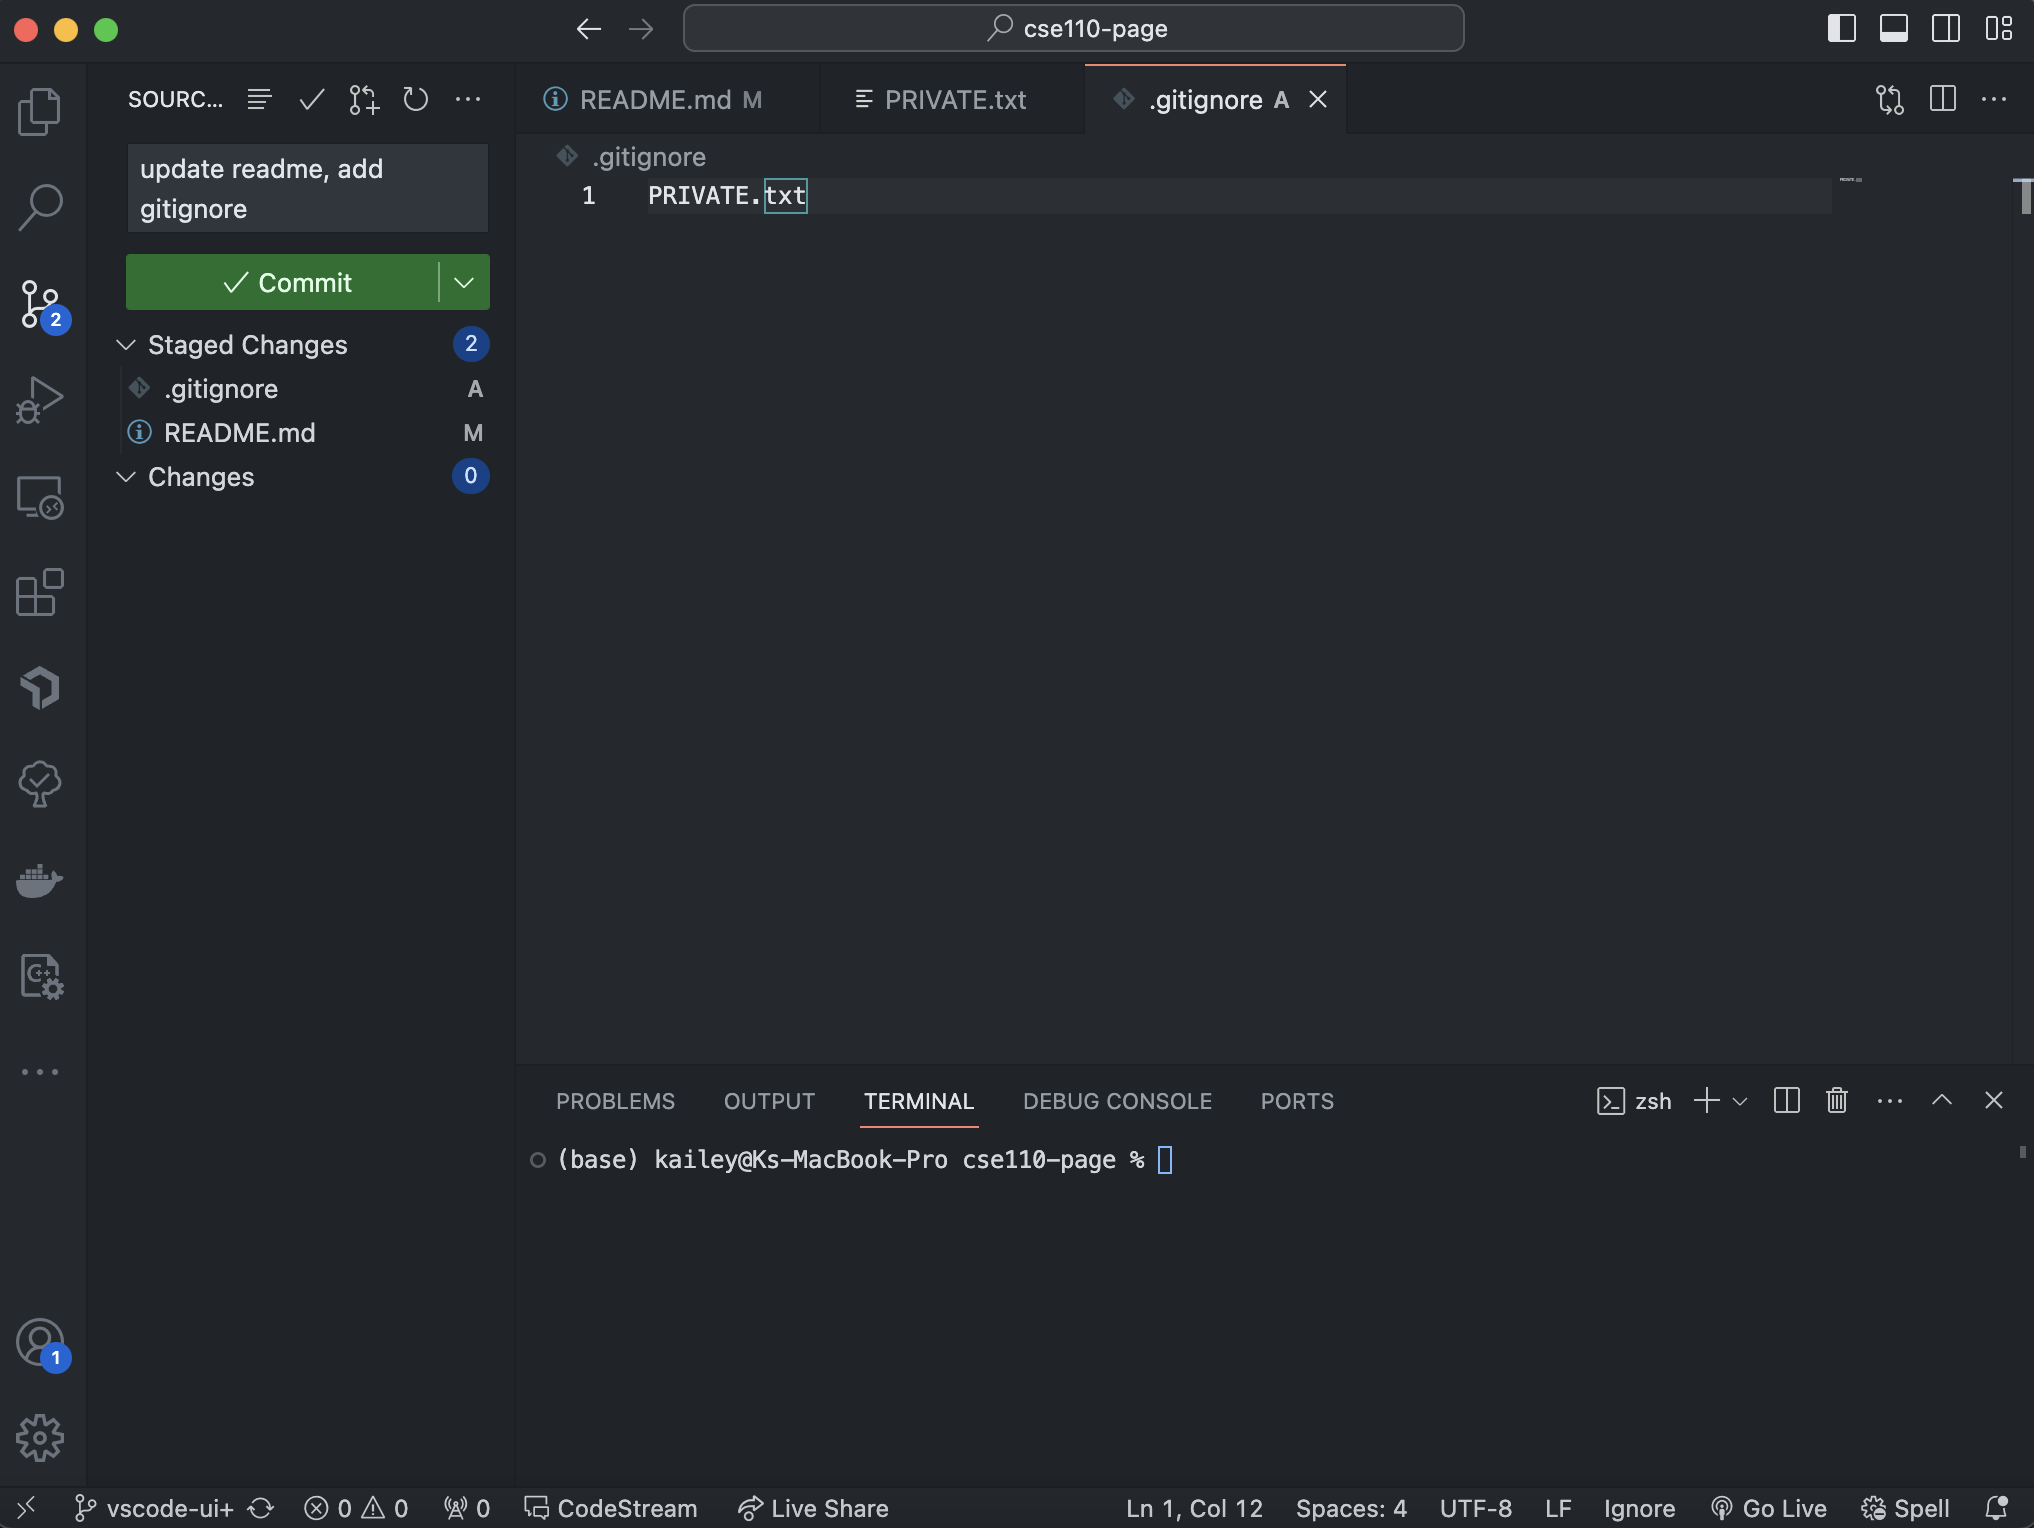 cse110-page
SOURC...
README.md M
PRIVATE.txt
.gitignore A
update readme, add
gitignore
Commit
Staged Changes 2
.gitignore A
README.md M
Changes 0
2
.gitignore
1 PRIVATE.txt
C++
PROBLEMS OUTPUT TERMINAL DEBUG CONSOLE PORTS
zsh
(base) kailey@Ks-MacBook-Pro cse110-page %
1
vscode-ui+ 0 0 0 CodeStream Live Share Ln 1, Col 12 Spaces: 4 UTF-8 LF Ignore Go Live Spell